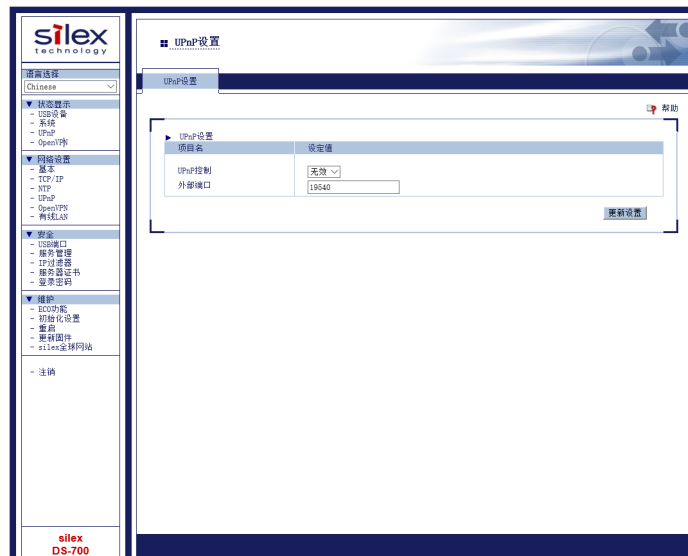 silex
technology
语言选择
Chinese
▼ 状态显示
- USB设备
- 系统
- UPnP
- OpenVPN
▼ 网络设置
- 基本
- TCP/IP
- NTP
- UPnP
- OpenVPN
- 有线LAN
▼ 安全
- USB端口
- 服务管理
- IP过滤器
- 服务器证书
- 登录密码
▼ 维护
- ECO功能
- 初始化设置
- 重启
- 更新固件
- silex全球网站
- 注销
silex
DS-700
UPnP设置
UPnP设置
帮助
UPnP设置
项目名 设定值
UPnP控制 无效
外部端口 19540
更新设置